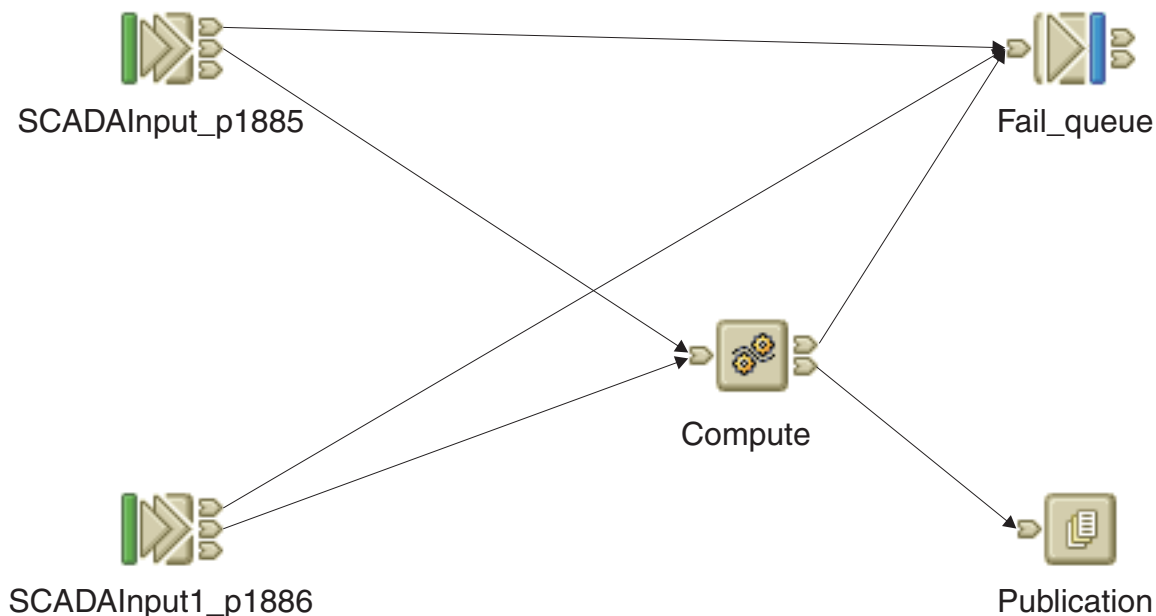 SCADAInput_p1885
Fail_queue
Compute
SCADAInput1_p1886
Publication